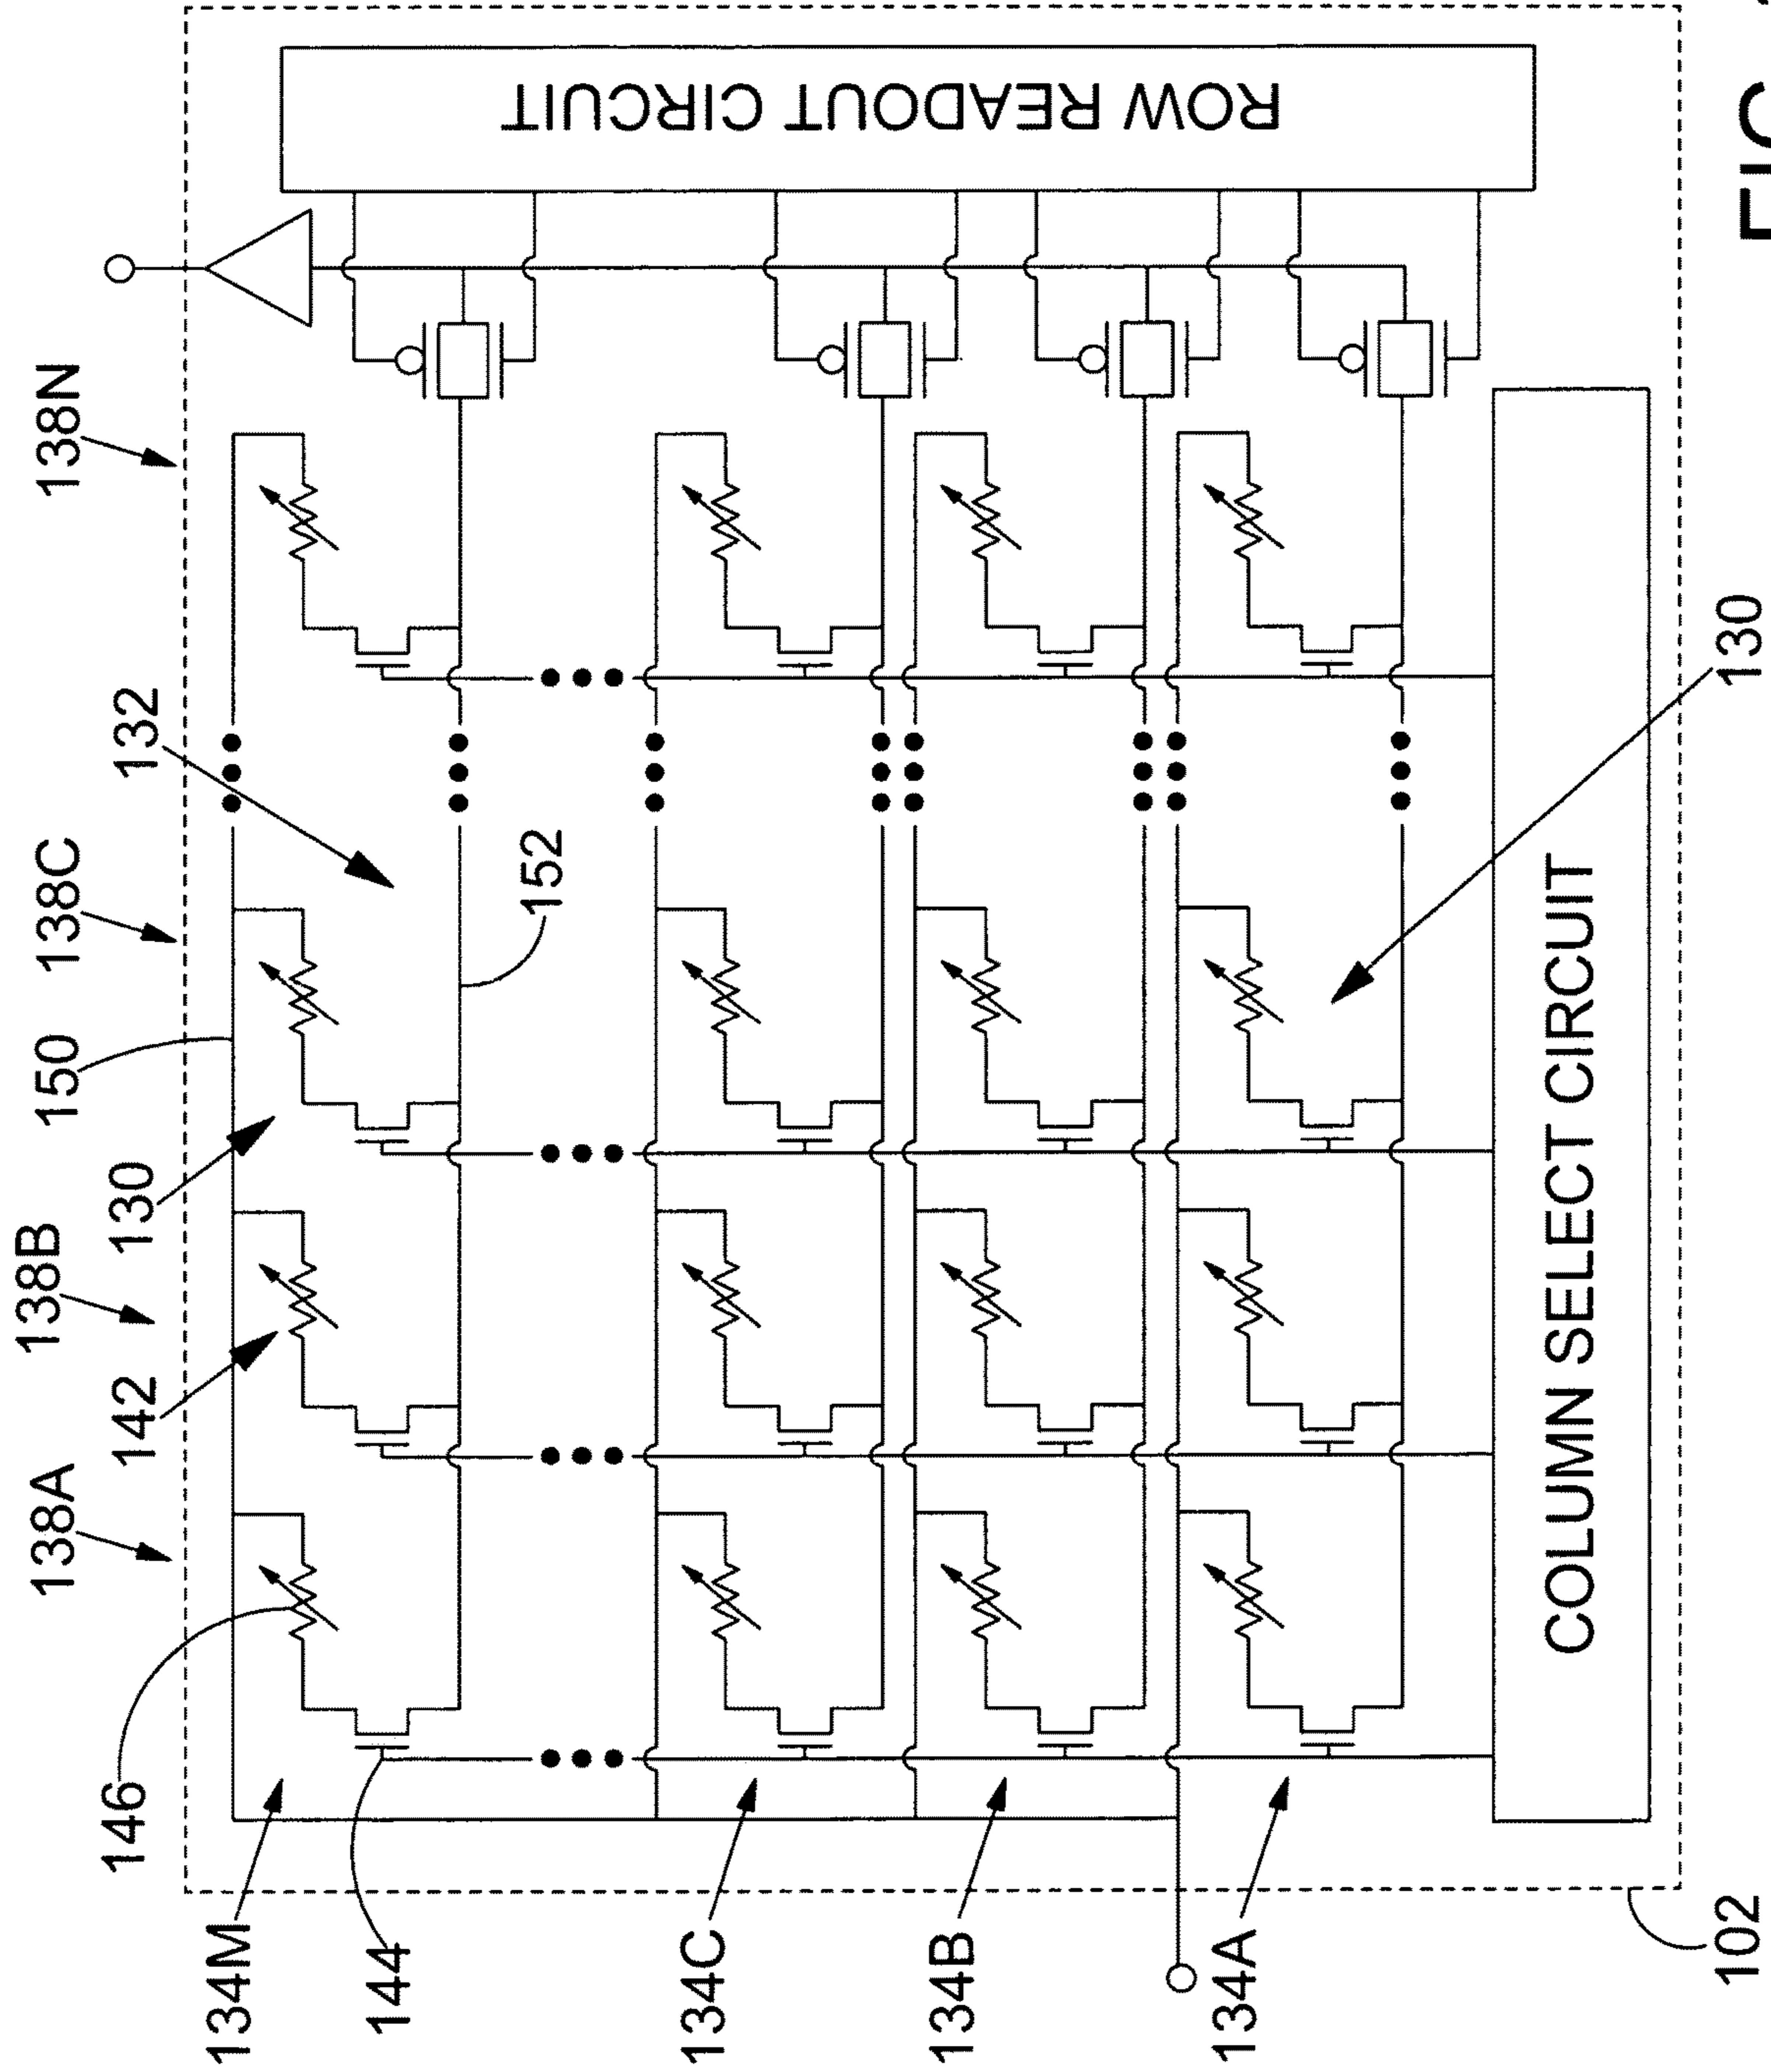 138A
138B
138C
138N
146
142
130
150
132
152
134M
144
134C
134B
134A
102
130
ROW READOUT CIRCUIT
COLUMN SELECT CIRCUIT